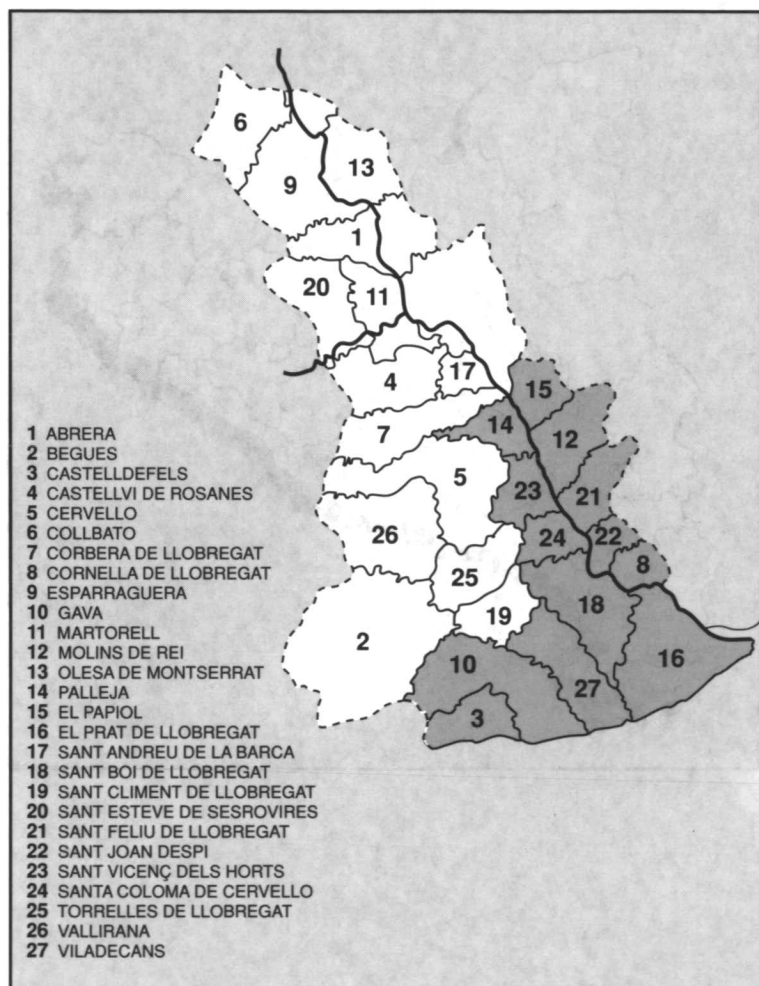 6
13
9
1
20
11
17
4
15
14
12
7
5
23
21
26
24
22
8
25
18
19
2
16
10
27
3
1 ABRERA
2 BEGUES
3 CASTELLDEFELS
4 CASTELLVI DE ROSANES
5 CERVELLO
6 COLLBATO
7 CORBERA DE LLOBREGAT
8 CORNELLA DE LLOBREGAT
9 ESPARRAGUERA
10 GAVA
11 MARTORELL
12 MOLINS DE REI
13 OLESA DE MONTSERRAT
14 PALLEJA
15 EL PAPIOL
16 EL PRAT DE LLOBREGAT
17 SANT ANDREU DE LA BARCA
18 SANT BOI DE LLOBREGAT
19 SANT CLIMENT DE LLOBREGAT
20 SANT ESTEVE DE SESROVIRES
21 SANT FELIU DE LLOBREGAT
22 SANT JOAN DESPI
23 SANT VICENÇ DELS HORTS
24 SANTA COLOMA DE CERVELLO
25 TORRELLES DE LLOBREGAT
26 VALLIRANA
27 VILADECANS